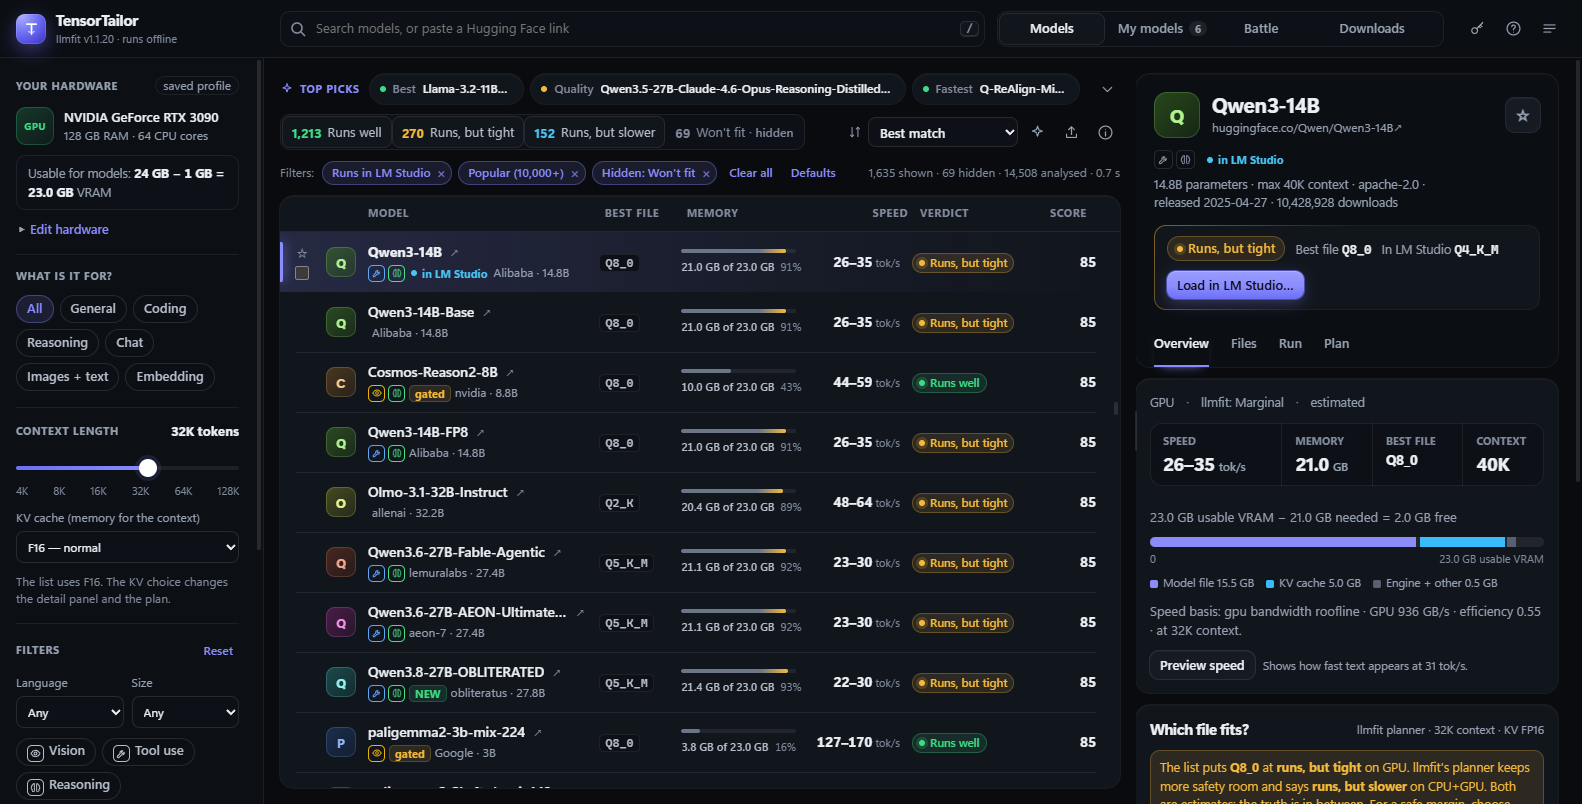 TensorTailor
llmfit v1.1.20 · runs offline
Search models, or paste a Hugging Face link
/
Models
My models 6
Battle
Downloads
YOUR HARDWARE
saved profile
GPU
NVIDIA GeForce RTX 3090
128 GB RAM · 64 CPU cores
Usable for models: 24 GB − 1 GB =
23.0 GB VRAM
▸ Edit hardware
WHAT IS IT FOR?
All
General
Coding
Reasoning
Chat
Images + text
Embedding
CONTEXT LENGTH
32K tokens
4K 8K 16K 32K 64K 128K
KV cache (memory for the context)
F16 — normal
The list uses F16. The KV choice changes
the detail panel and the plan.
FILTERS
Reset
Language
Size
Any
Any
Vision
Tool use
Reasoning
TOP PICKS
Best Llama-3.2-11B...
Quality Qwen3.5-27B-Claude-4.6-Opus-Reasoning-Distilled...
Fastest Q-ReAlign-Mi...
1,213 Runs well
270 Runs, but tight
152 Runs, but slower
69 Won't fit · hidden
Best match
Filters:
Runs in LM Studio ×
Popular (10,000+) ×
Hidden: Won't fit ×
Clear all
Defaults
1,635 shown · 69 hidden · 14,508 analysed · 0.7 s
MODEL BEST FILE MEMORY SPEED VERDICT SCORE
Q
Qwen3-14B ↗
in LM Studio Alibaba · 14.8B
Q8_0
21.0 GB of 23.0 GB 91%
26–35 tok/s
Runs, but tight
85
Q
Qwen3-14B-Base ↗
Alibaba · 14.8B
Q8_0
21.0 GB of 23.0 GB 91%
26–35 tok/s
Runs, but tight
85
C
Cosmos-Reason2-8B ↗
gated nvidia · 8.8B
Q8_0
10.0 GB of 23.0 GB 43%
44–59 tok/s
Runs well
85
Q
Qwen3-14B-FP8 ↗
Alibaba · 14.8B
Q8_0
21.0 GB of 23.0 GB 91%
26–35 tok/s
Runs, but tight
85
O
Olmo-3.1-32B-Instruct ↗
allenai · 32.2B
Q2_K
20.4 GB of 23.0 GB 89%
48–64 tok/s
Runs, but tight
85
Q
Qwen3.6-27B-Fable-Agentic ↗
lemuralabs · 27.4B
Q5_K_M
21.1 GB of 23.0 GB 92%
23–30 tok/s
Runs, but tight
85
Q
Qwen3.6-27B-AEON-Ultimate... ↗
aeon-7 · 27.4B
Q5_K_M
21.1 GB of 23.0 GB 92%
23–30 tok/s
Runs, but tight
85
Q
Qwen3.8-27B-OBLITERATED ↗
NEW obliteratus · 27.8B
Q5_K_M
21.4 GB of 23.0 GB 93%
22–30 tok/s
Runs, but tight
85
P
paligemma2-3b-mix-224 ↗
gated Google · 3B
Q8_0
3.8 GB of 23.0 GB 16%
127–170 tok/s
Runs well
85
Q
Qwen3-14B
huggingface.co/Qwen/Qwen3-14B↗
in LM Studio
14.8B parameters · max 40K context · apache-2.0 ·
released 2025-04-27 · 10,428,928 downloads
Runs, but tight
Best file Q8_0 In LM Studio Q4_K_M
Load in LM Studio...
Overview
Files
Run
Plan
GPU · llmfit: Marginal · estimated
SPEED
26–35 tok/s
MEMORY
21.0 GB
BEST FILE
Q8_0
CONTEXT
40K
23.0 GB usable VRAM − 21.0 GB needed = 2.0 GB free
0
23.0 GB usable VRAM
Model file 15.5 GB
KV cache 5.0 GB
Engine + other 0.5 GB
Speed basis: gpu bandwidth roofline · GPU 936 GB/s · efficiency 0.55
· at 32K context.
Preview speed
Shows how fast text appears at 31 tok/s.
Which file fits?
llmfit planner · 32K context · KV FP16
The list puts Q8_0 at runs, but tight on GPU. llmfit's planner keeps
more safety room and says runs, but slower on CPU+GPU. Both
are estimates; the truth is in between. For a safe margin, choose